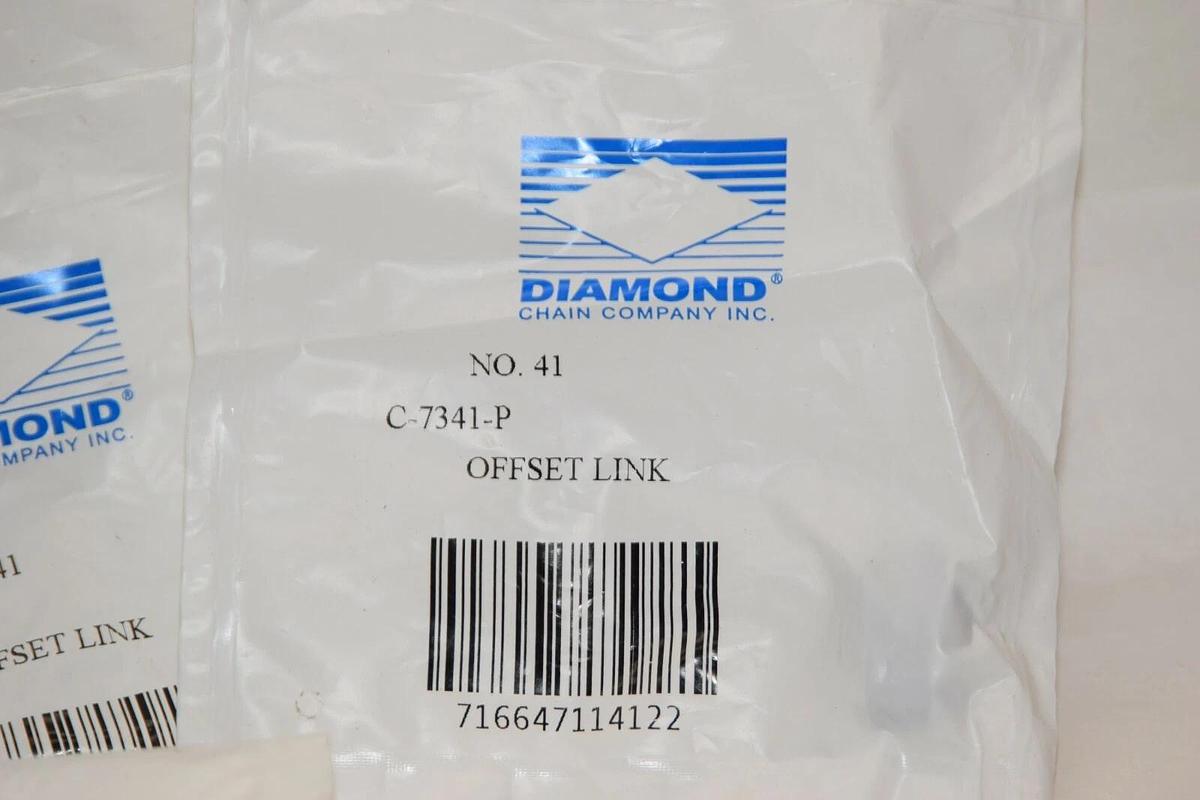 DIAMOND®
CHAIN COMPANY INC.
NO. 41
C-7341-P
OFFSET LINK
716647114122
MOND®
MPANY INC.
41
FSET LINK